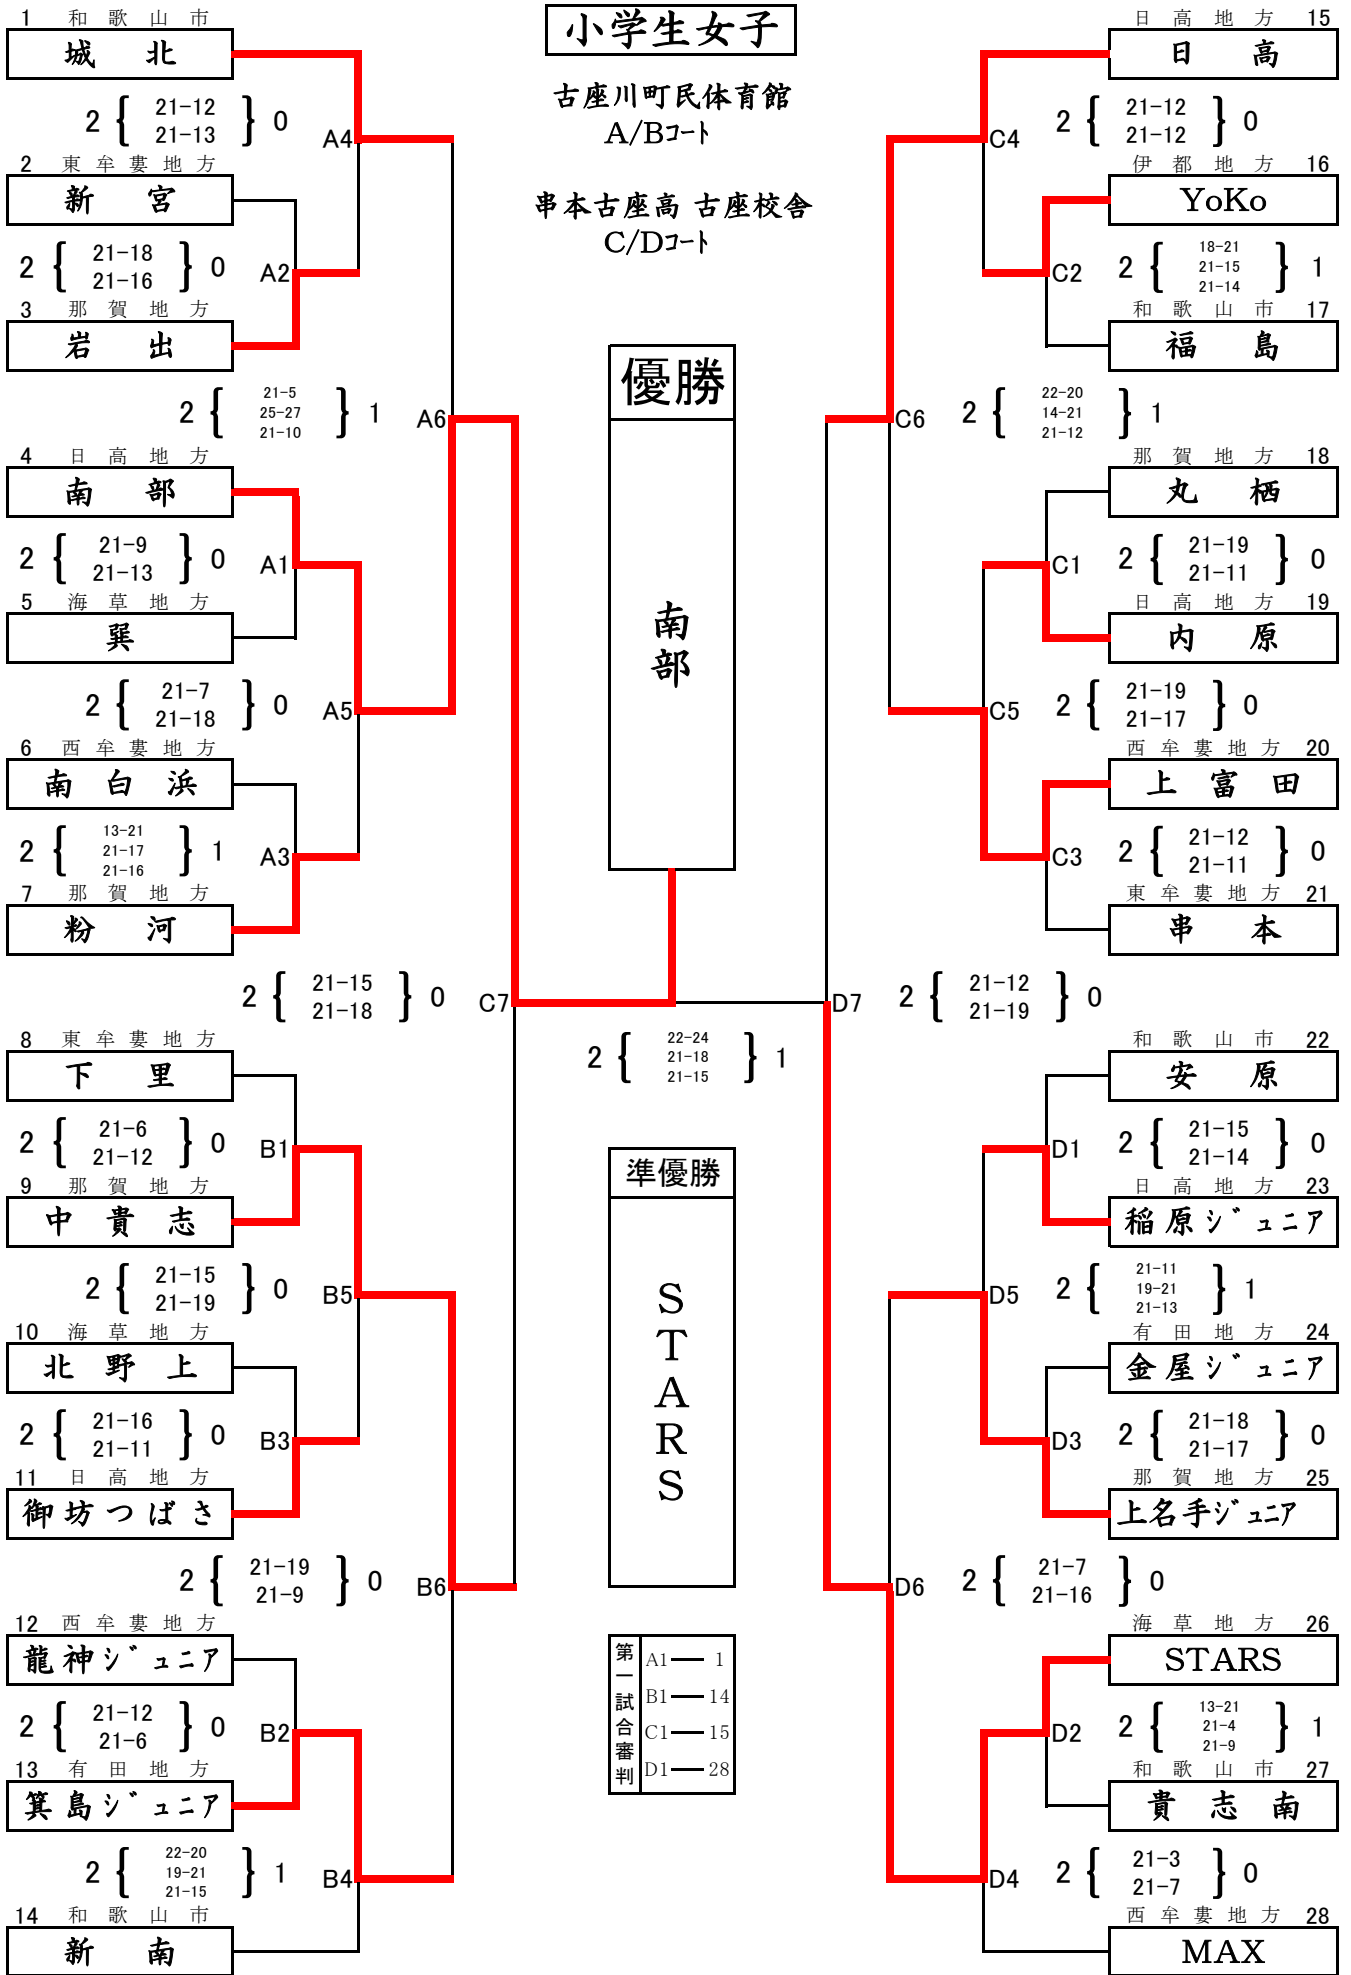 小学生女子
古座川町民体育館
A/Bコート
串本古座高 古座校舎
C/Dコート
1 和歌山市
城 北
2 { 21-12 21-13 } 0
A4
2 東牟婁地方
新 宮
2 { 21-18 21-16 } 0
A2
3 那賀地方
岩 出
2 { 21-5 25-27 21-10 } 1
A6
4 日高地方
南 部
2 { 21-9 21-13 } 0
A1
5 海草地方
巽
2 { 21-7 21-18 } 0
A5
6 西牟婁地方
南白浜
2 { 13-21 21-17 21-16 } 1
A3
7 那賀地方
粉 河
2 { 21-15 21-18 } 0
C7
8 東牟婁地方
下 里
2 { 21-6 21-12 } 0
B1
9 那賀地方
中貴志
2 { 21-15 21-19 } 0
B5
10 海草地方
北野上
2 { 21-16 21-11 } 0
B3
11 日高地方
御坊つばさ
2 { 21-19 21-9 } 0
B6
12 西牟婁地方
龍神ジュニア
2 { 21-12 21-6 } 0
B2
13 有田地方
箕島ジュニア
2 { 22-20 19-21 21-15 } 1
B4
14 和歌山市
新 南
優勝
南部
2 { 22-24 21-18 21-15 } 1
準優勝
STARS
第一試合審判
A1 — 1
B1 — 14
C1 — 15
D1 — 28
日高地方 15
日 高
C4
2 { 21-12 21-12 } 0
伊都地方 16
YoKo
C2
2 { 18-21 21-15 21-14 } 1
和歌山市 17
福 島
C6
2 { 22-20 14-21 21-12 } 1
那賀地方 18
丸 栖
C1
2 { 21-19 21-11 } 0
日高地方 19
内 原
C5
2 { 21-19 21-17 } 0
西牟婁地方 20
上富田
C3
2 { 21-12 21-11 } 0
東牟婁地方 21
串 本
D7
2 { 21-12 21-19 } 0
和歌山市 22
安 原
D1
2 { 21-15 21-14 } 0
日高地方 23
稲原ジュニア
D5
2 { 21-11 19-21 21-13 } 1
有田地方 24
金屋ジュニア
D3
2 { 21-18 21-17 } 0
那賀地方 25
上名手ジュニア
D6
2 { 21-7 21-16 } 0
海草地方 26
STARS
D2
2 { 13-21 21-4 21-9 } 1
和歌山市 27
貴志南
D4
2 { 21-3 21-7 } 0
西牟婁地方 28
MAX